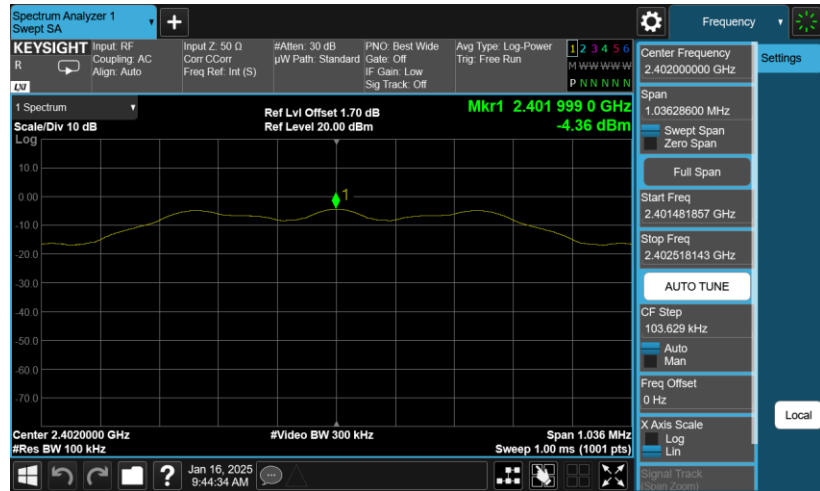 Spectrum Analyzer 1
Swept SA
+
Frequency
KEYSIGHT
R
LXI
Input: RF
Coupling: AC
Align: Auto
Input Z: 50 Ω
Corr CCorr
Freq Ref: Int (S)
#Atten: 30 dB
µW Path: Standard
PNO: Best Wide
Gate: Off
IF Gain: Low
Sig Track: Off
Avg Type: Log-Power
Trig: Free Run
1 2 3 4 5 6
M W W W W W
P N N N N N
1 Spectrum
Scale/Div 10 dB
Log
Ref Lvl Offset 1.70 dB
Ref Level 20.00 dBm
Mkr1 2.401 999 0 GHz
-4.36 dBm
10.0
0.00
-10.0
-20.0
-30.0
-40.0
-50.0
-60.0
-70.0
1
Center 2.4020000 GHz
#Res BW 100 kHz
#Video BW 300 kHz
Span 1.036 MHz
Sweep 1.00 ms (1001 pts)
Center Frequency
2.402000000 GHz
Span
1.03628600 MHz
Swept Span
Zero Span
Full Span
Start Freq
2.401481857 GHz
Stop Freq
2.402518143 GHz
AUTO TUNE
CF Step
103.629 kHz
Auto
Man
Freq Offset
0 Hz
X Axis Scale
Log
Lin
Signal Track
(Span Zoom)
Settings
Local
?
Jan 16, 2025
9:44:34 AM